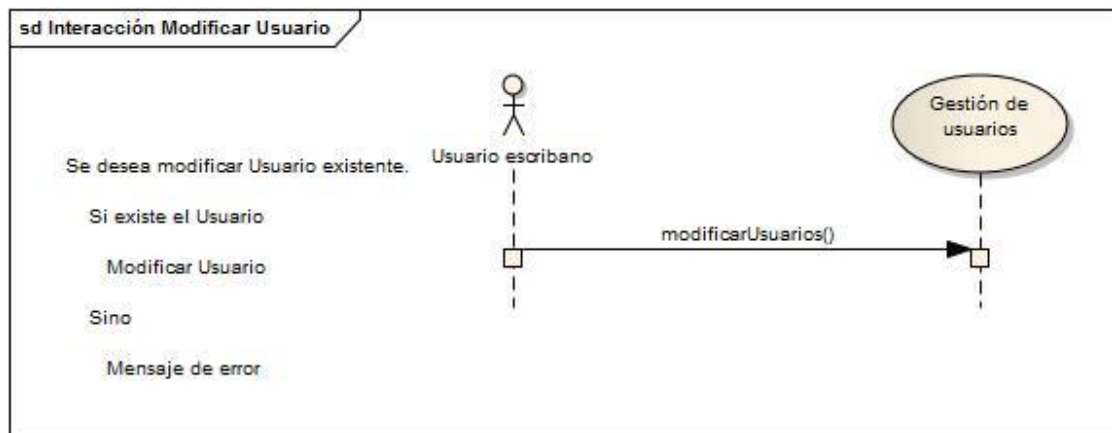 sd Interacción Modificar Usuario
Se desea modificar Usuario existente.
Si existe el Usuario
Modificar Usuario
Sino
Mensaje de error
Usuario escribano
Gestión de
usuarios
modificarUsuarios()